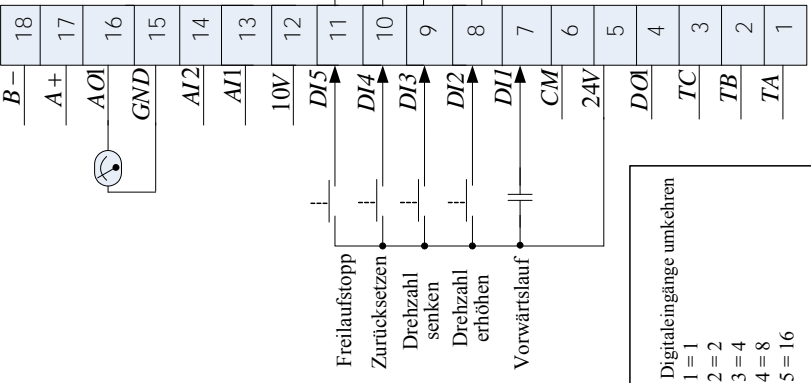 18
17
16
15
14
13
12
11
10
9
8
7
6
5
4
3
2
1
B-
A+
AO1
GND
AI2
AI1
10V
DI5
DI4
DI3
DI2
DI1
CM
24V
DO1
TC
TB
TA
Freilaufstopp
Zurücksetzen
Drehzahl
senken
Drehzahl
erhöhen
Vorwärtslauf
Digitaleingänge umkehren
1 = 1
2 = 2
3 = 4
4 = 8
5 = 16